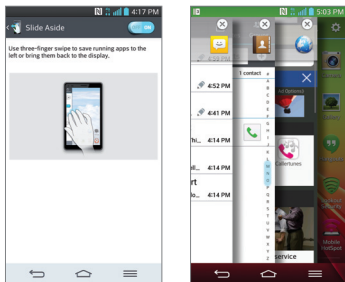 4:17 PM
Slide Aside
ON
Use three-finger swipe to save running apps to the
left or bring them back to the display.
5:03 PM
4:52 PM
4:41 PM
4:14 PM
4:14 PM
rt
4:14 PM
1 contact
#
A
B
C
D
E
F
G
H
I
J
K
L
M
N
O
P
Q
R
S
T
U
V
W
X
Y
Z
Callertunes
service
Mobile
HotSpot